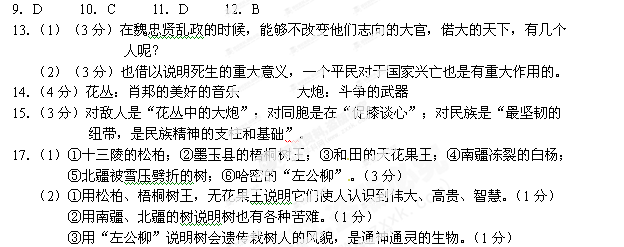 9. D  10. C  11. D  12. B
13.（1）（3分）在魏忠贤乱政的时候，能够不改变他们志向的大官，偌大的天下，有几个
人呢？
（2）（3分）也借以说明死生的重大意义，一个平民对于国家兴亡也是有重大作用的。
14.（4分）花丛：肖邦的美好的音乐  大炮：斗争的武器
15.（3分）对敌人是“花丛中的大炮”，对同胞是在“促膝谈心”；对民族是“最坚韧的
纽带，是民族精神的支柱和基础”。
17.（1）①十三陵的松柏；②墨玉县的梧桐树王；③和田的无花果王；④南疆冻裂的白杨；
⑤北疆被雪压劈折的树；⑥哈密的“左公柳”。（3分）
（2）①用松柏、梧桐树王，无花果王说明它们使人认识到伟大、高贵、智慧。（1分）
②用南疆、北疆的树说明树也有各种苦难。（1分）
③用“左公柳”说明树会遗传栽树人的风貌，是通神通灵的生物。（1分）